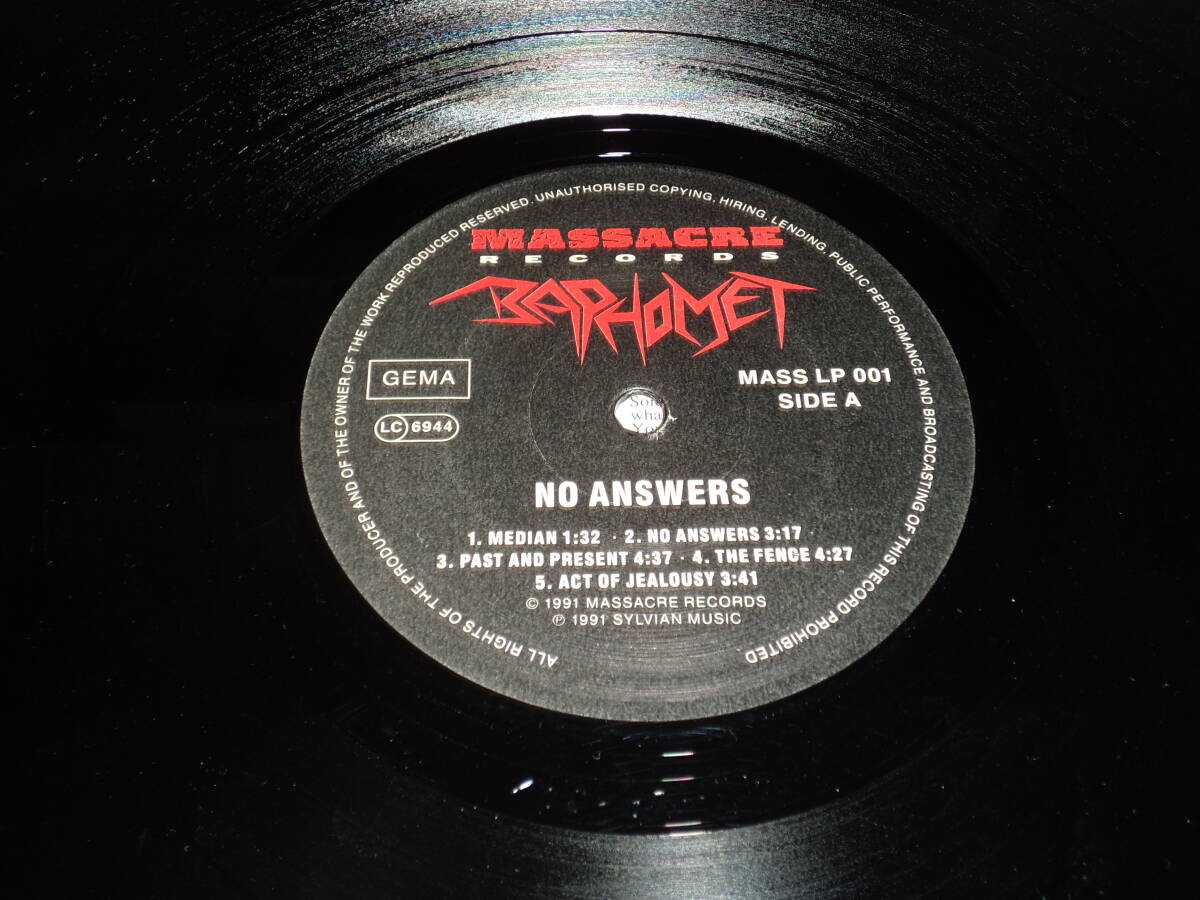 ALL RIGHTS OF THE PRODUCER AND OF THE OWNER OF THE WORK REPRODUCED RESERVED. UNAUTHORISED COPYING, HIRING, LENDING, PUBLIC PERFORMANCE AND BROADCASTING OF THIS RECORD PROHIBITED
MASSACRE
RECORDS
BAPHOMET
GEMA
LC 6944
MASS LP 001
SIDE A
NO ANSWERS
1. MEDIAN 1:32 · 2. NO ANSWERS 3:17
3. PAST AND PRESENT 4:37 · 4. THE FENCE 4:27
5. ACT OF JEALOUSY 3:41
© 1991 MASSACRE RECORDS
℗ 1991 SYLVIAN MUSIC